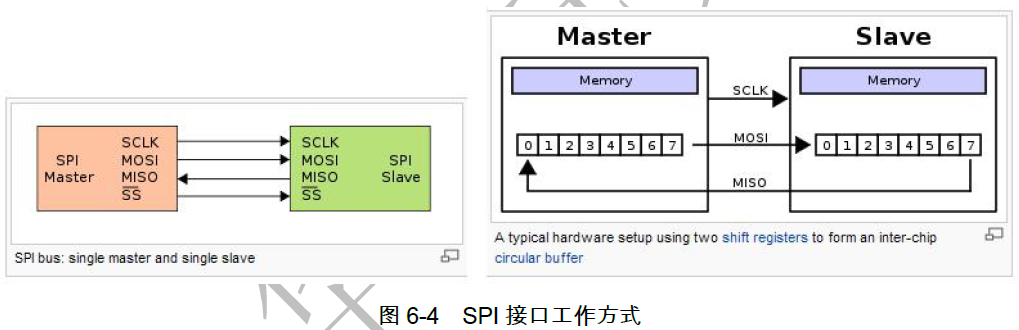 SPI Master
SCLK
MOSI
MISO
SS
SCLK
MOSI
MISO
SS
SPI Slave
SPI bus: single master and single slave
Master
Slave
Memory
Memory
SCLK
0 1 2 3 4 5 6 7
MOSI
0 1 2 3 4 5 6 7
MISO
A typical hardware setup using two shift registers to form an inter-chip
circular buffer
图 6-4 SPI 接口工作方式